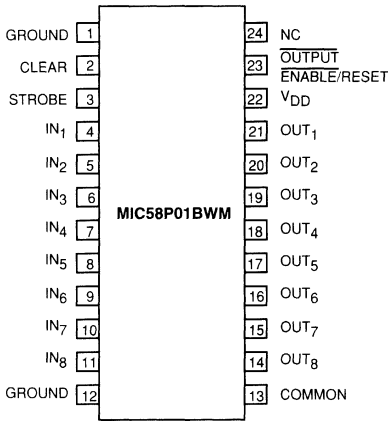 GROUND 1 24 NC
CLEAR 2 23 OUTPUT
ENABLE/RESET
STROBE 3 22 VDD
IN1 4 21 OUT1
IN2 5 20 OUT2
IN3 6 19 OUT3
MIC58P01BWM
IN4 7 18 OUT4
IN5 8 17 OUT5
IN6 9 16 OUT6
IN7 10 15 OUT7
IN8 11 14 OUT8
GROUND 12 13 COMMON